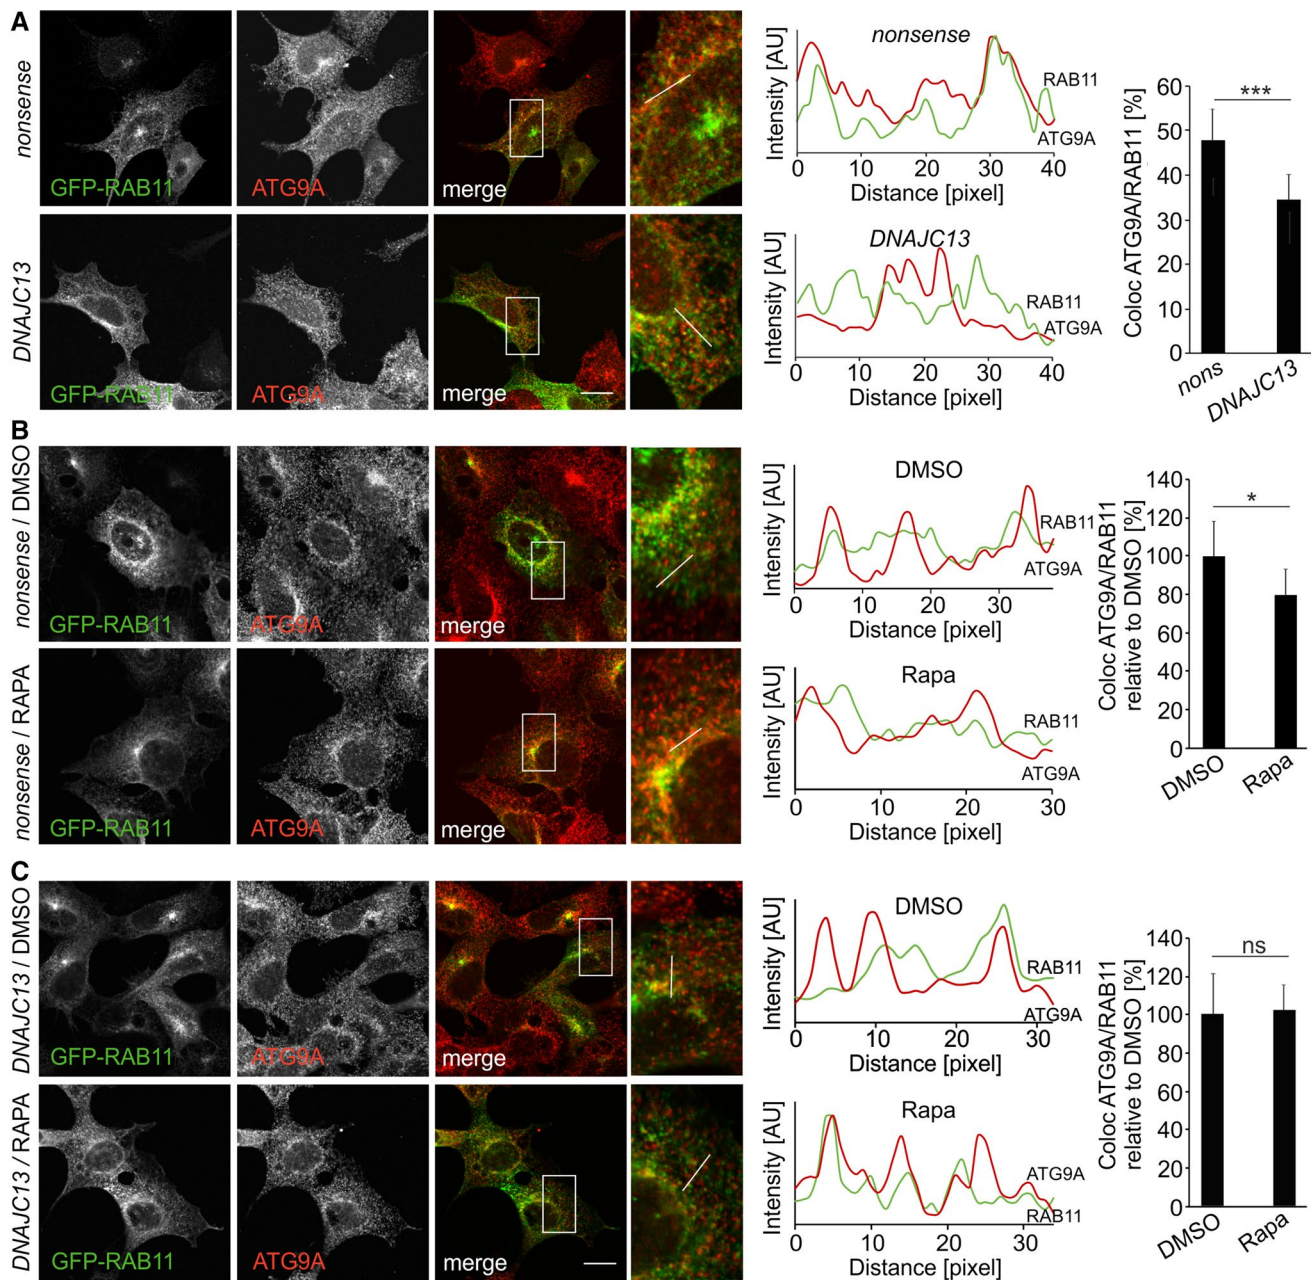 A
nonsense
GFP-RAB11
ATG9A
merge
Intensity [AU]
nonsense
RAB11
ATG9A
0 10 20 30 40
Distance [pixel]
Coloc ATG9A/RAB11 [%]
60
50
40
30
20
10
0
***
nons
DNAJC13
DNAJC13
GFP-RAB11
ATG9A
merge
Intensity [AU]
DNAJC13
RAB11
ATG9A
0 10 20 30 40
Distance [pixel]
B
nonsense / DMSO
GFP-RAB11
ATG9A
merge
Intensity [AU]
DMSO
RAB11
ATG9A
0 10 20 30
Distance [pixel]
Coloc ATG9A/RAB11
relative to DMSO [%]
140
120
100
80
60
40
20
0
*
DMSO
Rapa
nonsense / RAPA
GFP-RAB11
ATG9A
merge
Intensity [AU]
Rapa
RAB11
ATG9A
0 10 20 30
Distance [pixel]
C
DNAJC13 / DMSO
GFP-RAB11
ATG9A
merge
Intensity [AU]
DMSO
RAB11
ATG9A
0 10 20 30
Distance [pixel]
Coloc ATG9A/RAB11
relative to DMSO [%]
140
120
100
80
60
40
20
0
ns
DMSO
Rapa
DNAJC13 / RAPA
GFP-RAB11
ATG9A
merge
Intensity [AU]
Rapa
ATG9A
RAB11
0 10 20 30
Distance [pixel]